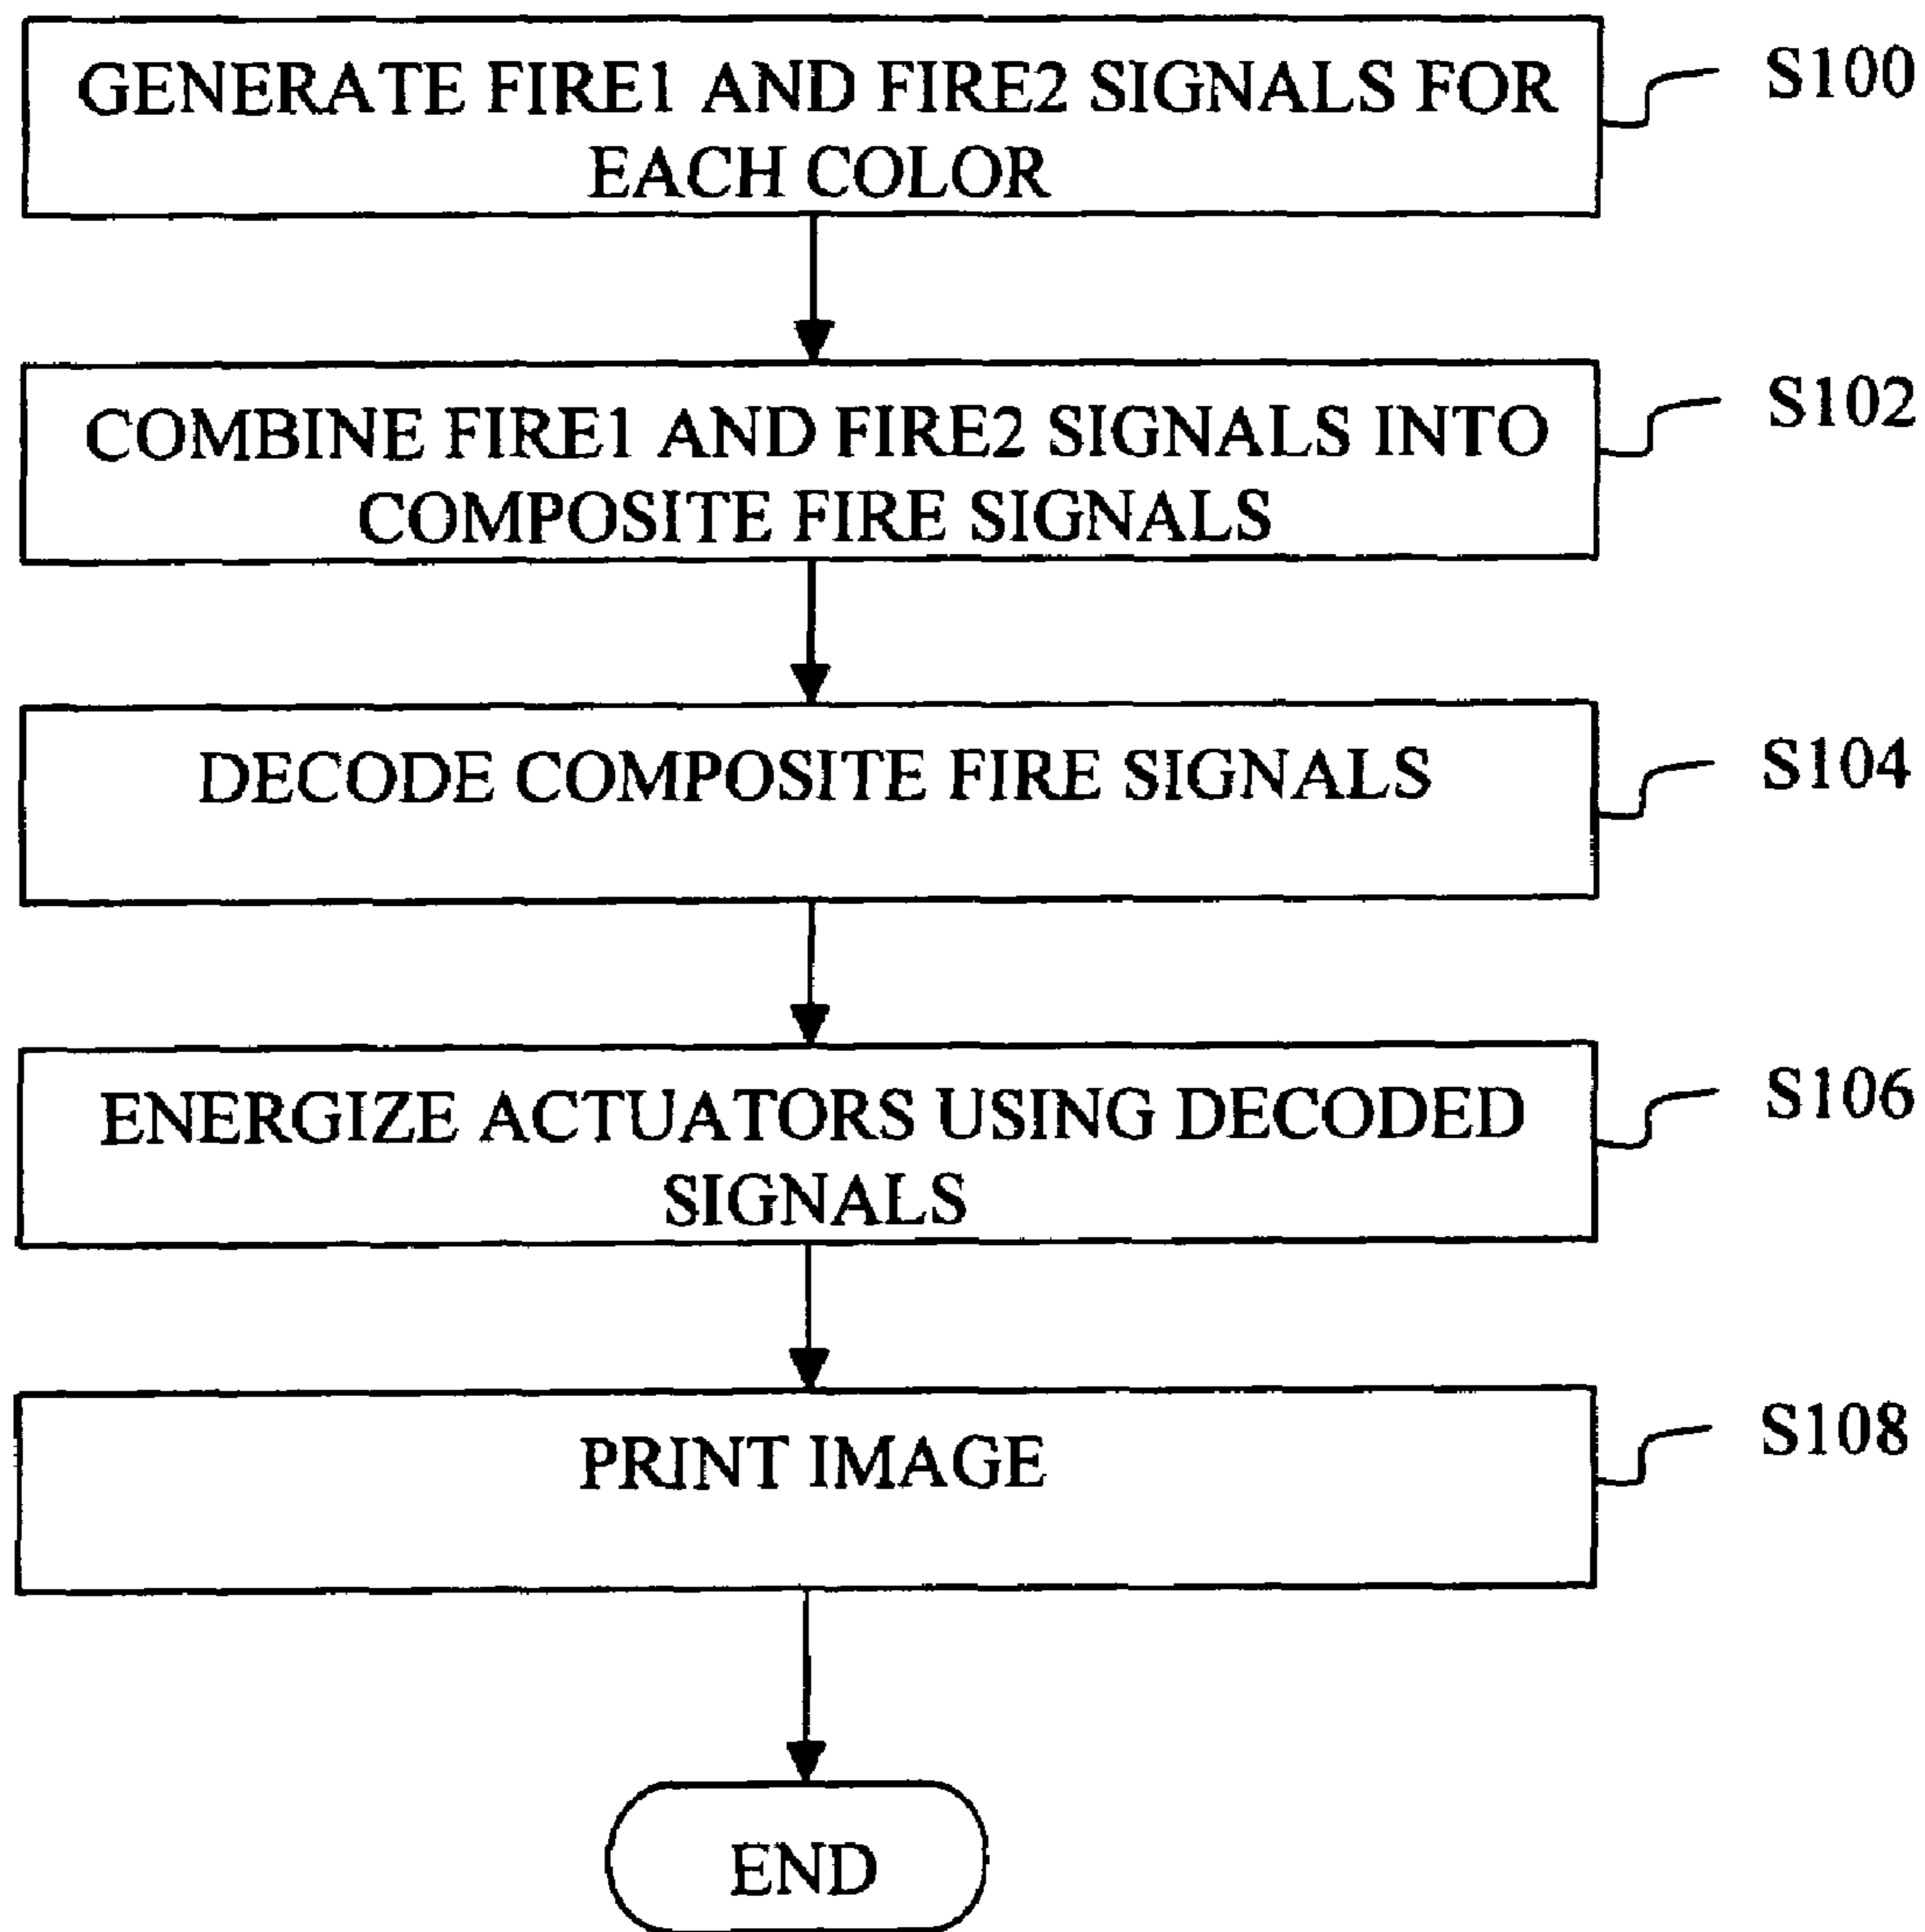 GENERATE FIRE1 AND FIRE2 SIGNALS FOR
EACH COLOR
S100
COMBINE FIRE1 AND FIRE2 SIGNALS INTO
COMPOSITE FIRE SIGNALS
S102
DECODE COMPOSITE FIRE SIGNALS
S104
ENERGIZE ACTUATORS USING DECODED
SIGNALS
S106
PRINT IMAGE
S108
END